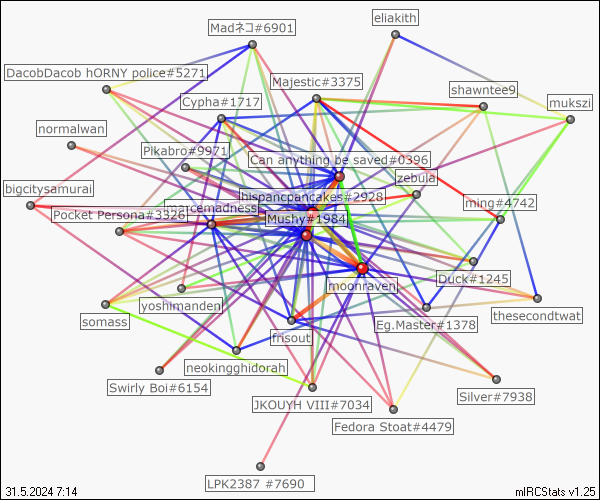 eliakith
Madネコ#6901
DacobDacob hORNY police#5271
Majestic#3375
shawntee9
mukszi
Cypha#1717
normalwan
Pikabro#9971
Can anything be saved#0396
zebula
bigcitysamurai
hispancpancakes#2928
ming#4742
Pocket Persona#3326
marcemadness
Mushy#1984
Duck#1245
moonraven
yoshimandenl
somass
Eg.Master#1378
thesecondtwat
frisout
neokingghidorah
Swirly Boi#6154
Silver#7938
JKOUYH VIII#7034
Fedora Stoat#4479
LPK2387 #7690
31.5.2024 7:14
mIRCStats v1.25